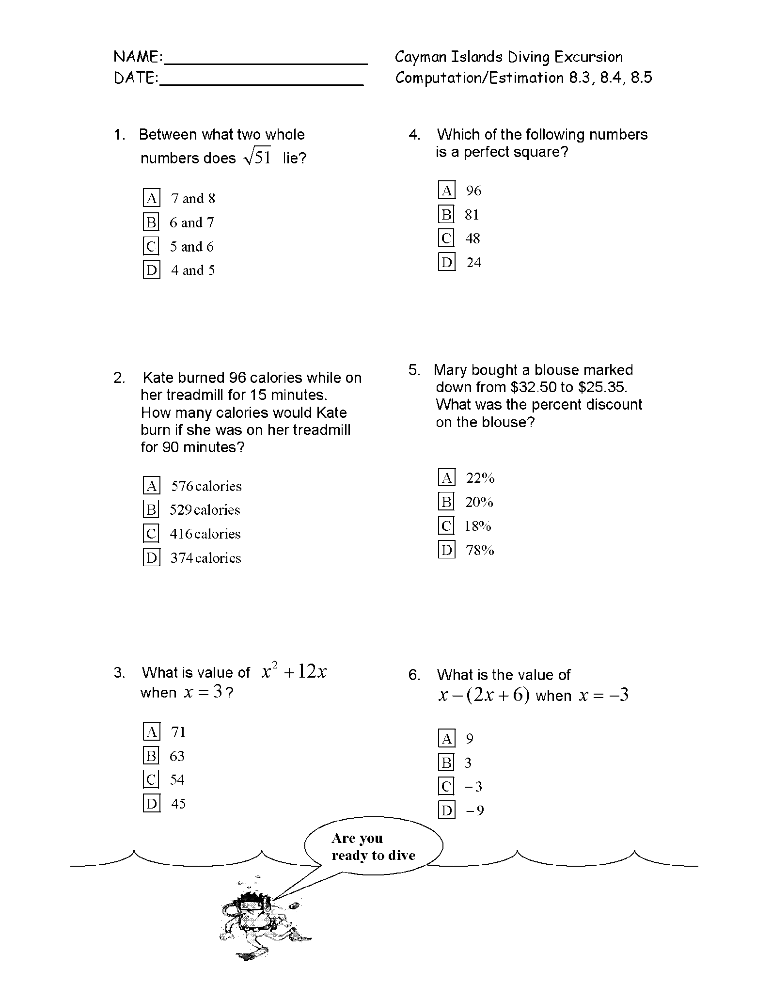 NAME:
DATE:
Cayman Islands Diving Excursion
Computation/Estimation 8.3, 8.4, 8.5
1. Between what two whole
numbers does √51 lie?
A 7 and 8
B 6 and 7
C 5 and 6
D 4 and 5
2. Kate burned 96 calories while on
her treadmill for 15 minutes.
How many calories would Kate
burn if she was on her treadmill
for 90 minutes?
A 576 calories
B 529 calories
C 416 calories
D 374 calories
3. What is value of x² + 12x
when x = 3?
A 71
B 63
C 54
D 45
4. Which of the following numbers
is a perfect square?
A 96
B 81
C 48
D 24
5. Mary bought a blouse marked
down from $32.50 to $25.35.
What was the percent discount
on the blouse?
A 22%
B 20%
C 18%
D 78%
6. What is the value of
x − (2x + 6) when x = −3
A 9
B 3
C −3
D −9
Are you
ready to dive